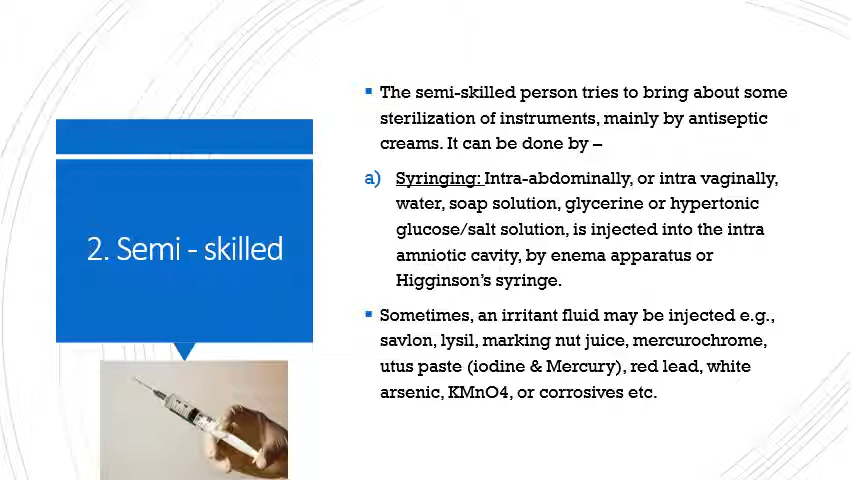 2. Semi - skilled
The semi-skilled person tries to bring about some
sterilization of instruments, mainly by antiseptic
creams. It can be done by –
a) Syringing: Intra-abdominally, or intra vaginally,
water, soap solution, glycerine or hypertonic
glucose/salt solution, is injected into the intra
amniotic cavity, by enema apparatus or
Higginson's syringe.
Sometimes, an irritant fluid may be injected e.g.,
savlon, lysil, marking nut juice, mercurochrome,
utus paste (iodine & Mercury), red lead, white
arsenic, KMnO4, or corrosives etc.